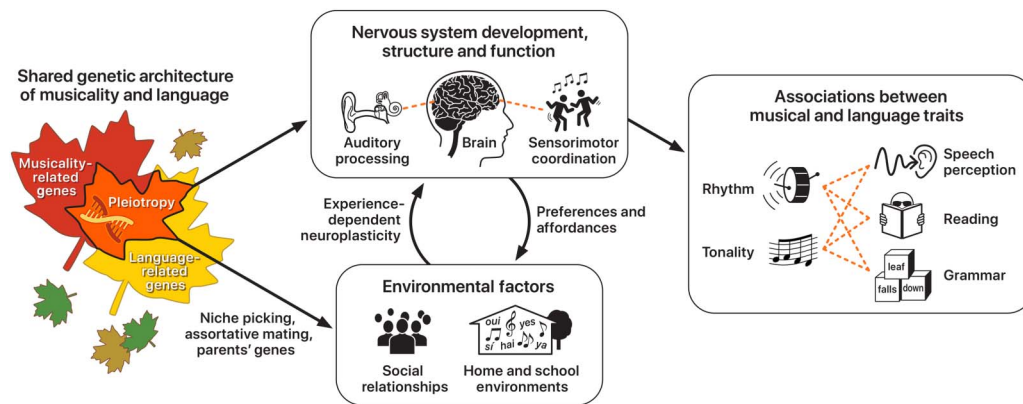 Shared genetic architecture
of musicality and language
Musicality-
related
genes
Pleiotropy
Language-
related
genes
Niche picking,
assortative mating,
parents' genes
Nervous system development,
structure and function
Auditory
processing
Brain
Sensorimotor
coordination
Experience-
dependent
neuroplasticity
Preferences and
affordances
Environmental factors
Social
relationships
oui
yes
sí
hai
ya
Home and school
environments
Associations between
musical and language traits
Rhythm
Tonality
Speech
perception
Reading
leaf
falls
down
Grammar